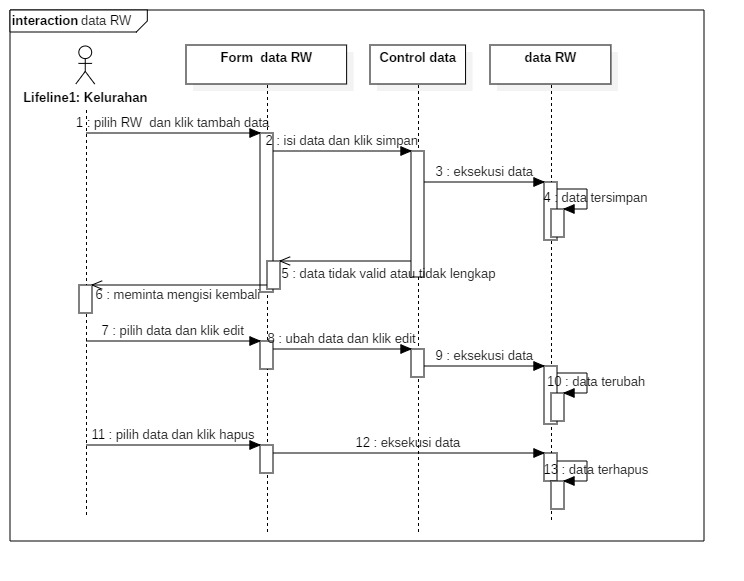 interaction data RW
Form data RW
Control data
data RW
Lifeline1: Kelurahan
1 : pilih RW dan klik tambah data
2 : isi data dan klik simpan
3 : eksekusi data
4 : data tersimpan
5 : data tidak valid atau tidak lengkap
6 : meminta mengisi kembali
7 : pilih data dan klik edit
8 : ubah data dan klik edit
9 : eksekusi data
10 : data terubah
11 : pilih data dan klik hapus
12 : eksekusi data
13 : data terhapus